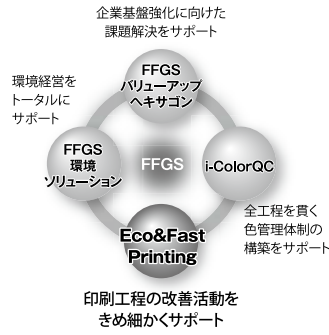 企業基盤強化に向けた
課題解決をサポート
FFGS
バリューアップ
ヘキサゴン
環境経営を
トータルに
サポート
FFGS
環境
ソリューション
FFGS
i-ColorQC
全工程を貫く
色管理体制の
構築をサポート
Eco&Fast
Printing
印刷工程の改善活動を
きめ細かくサポート